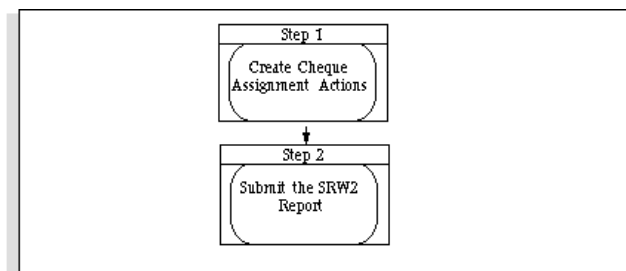 Step 1
Create Cheque
Assignment Actions
Step 2
Submit the SRW2
Report